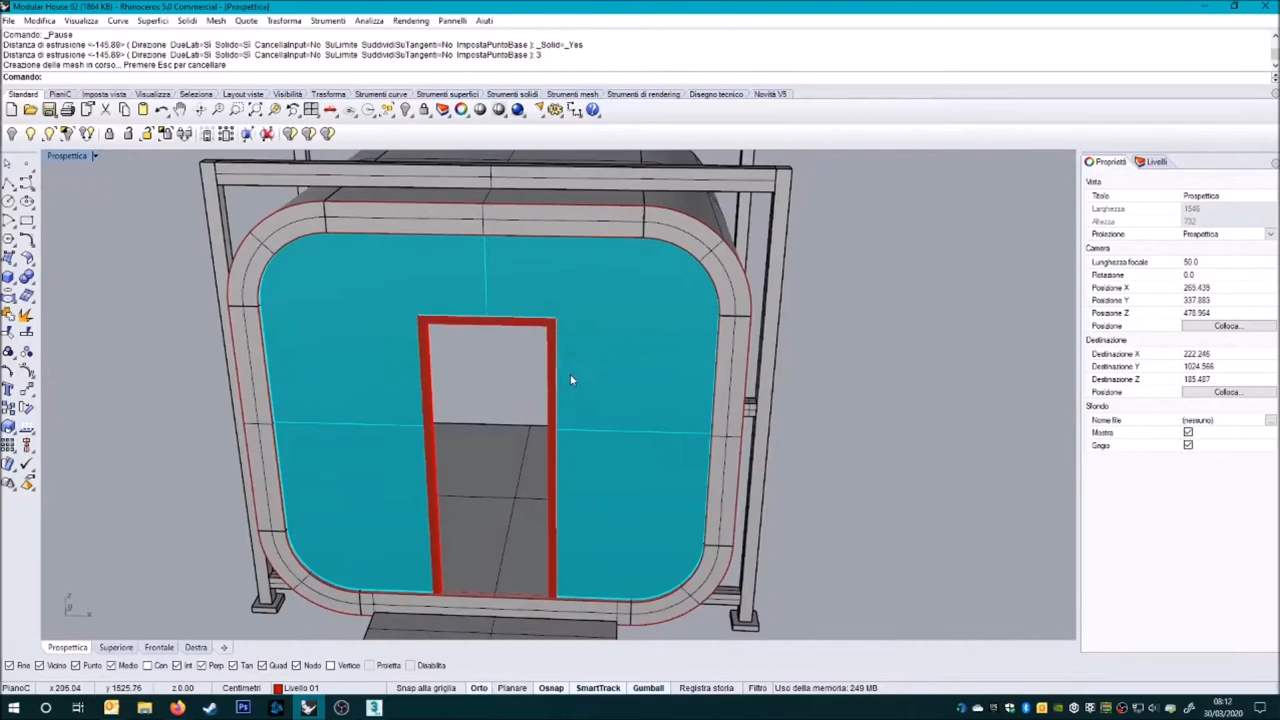 Modular House 02 (1864 KB) - Rhinoceros 5.0 Commercial - [Prospettica]
File Modifica Visualizza Curve Superfici Solidi Mesh Quote Trasforma Strumenti Analizza Rendering Pannelli Aiuti
Comando: _Pause
Distanza di estrusione <-145.89> ( Direzione DueLati=Sì Solido=Sì CancellaInput=No SuLimite SuddividiSuTangenti=No ImpostaPuntoBase ): _Solid=_Yes
Distanza di estrusione <-145.89> ( Direzione DueLati=Sì Solido=Sì CancellaInput=No SuLimite SuddividiSuTangenti=No ImpostaPuntoBase ): 3
Creazione delle mesh in corso... Premere Esc per cancellare
Comando:
Standard PianiC Imposta vista Visualizza Selezione Layout viste Visibilità Trasforma Strumenti curve Strumenti superfici Strumenti solidi Strumenti mesh Strumenti di rendering Disegno tecnico Novità V5
Prospettica
Proprietà Livelli
Vista
Titolo Prospettica
Larghezza 1546
Altezza 732
Proiezione Prospettica
Camera
Lunghezza focale 50.0
Rotazione 0.0
Posizione X 265.439
Posizione Y 337.883
Posizione Z 478.964
Posizione Colloca...
Destinazione
Destinazione X 222.246
Destinazione Y 1024.566
Destinazione Z 185.487
Posizione Colloca...
Sfondo
Nome file (nessuno) ...
Mostra
Grigio
z
y x
Prospettica Superiore Frontale Destra
Fine Vicino Punto Medio Cen Int Perp Tan Quad Nodo Vertice Proietta Disabilita
PianoC x 205.04 y 1525.76 z 0.00 Centimetri Livello 01 Snap alla griglia Orto Planare Osnap SmartTrack Gumball Registra storia Filtro Uso della memoria: 249 MB
08:12
30/03/2020